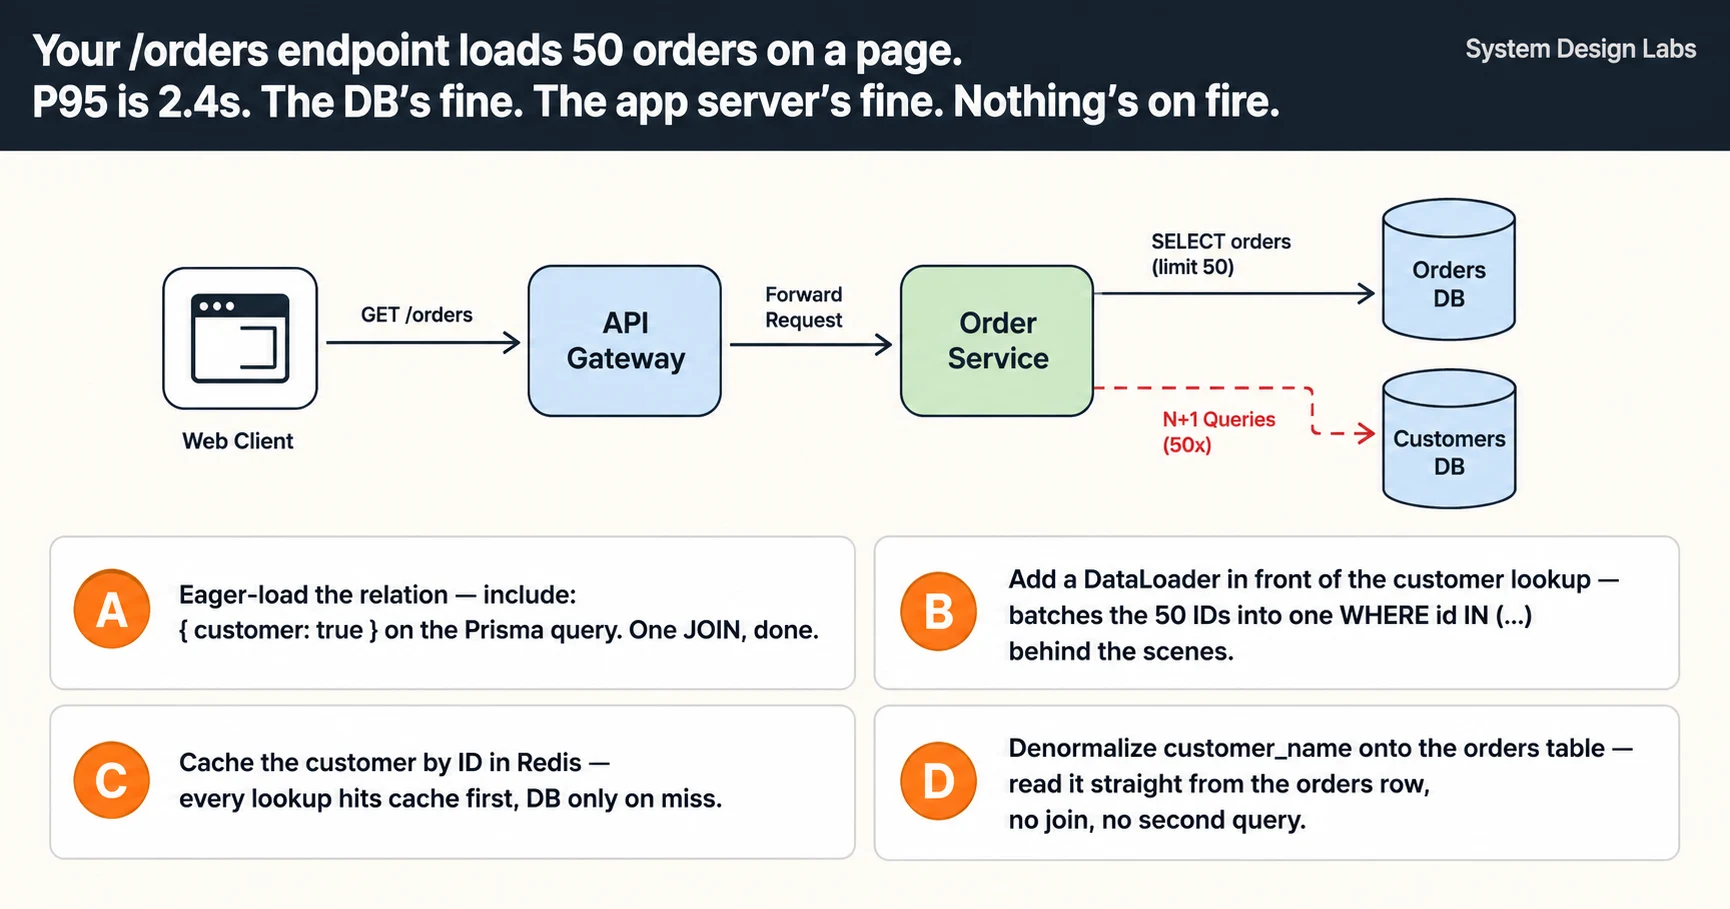 Your /orders endpoint loads 50 orders on a page.
P95 is 2.4s. The DB’s fine. The app server’s fine. Nothing’s on fire.
System Design Labs
Web Client
GET /orders
API
Gateway
Forward
Request
Order
Service
SELECT orders
(limit 50)
Orders
DB
N+1 Queries
(50x)
Customers
DB
A
Eager-load the relation — include:
{ customer: true } on the Prisma query. One JOIN, done.
B
Add a DataLoader in front of the customer lookup —
batches the 50 IDs into one WHERE id IN (...)
behind the scenes.
C
Cache the customer by ID in Redis —
every lookup hits cache first, DB only on miss.
D
Denormalize customer_name onto the orders table —
read it straight from the orders row,
no join, no second query.